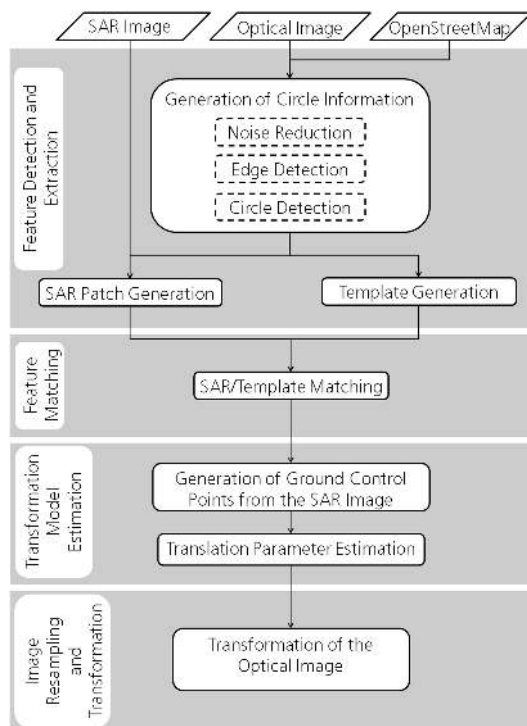 SAR Image
Optical Image
OpenStreetMap
Feature Detection and
Extraction
Generation of Circle Information
Noise Reduction
Edge Detection
Circle Detection
SAR Patch Generation
Template Generation
Feature
Matching
SAR/Template Matching
Transformation
Model
Estimation
Generation of Ground Control
Points from the SAR Image
Translation Parameter Estimation
Image
Resampling
and
Transformation
Transformation of the
Optical Image